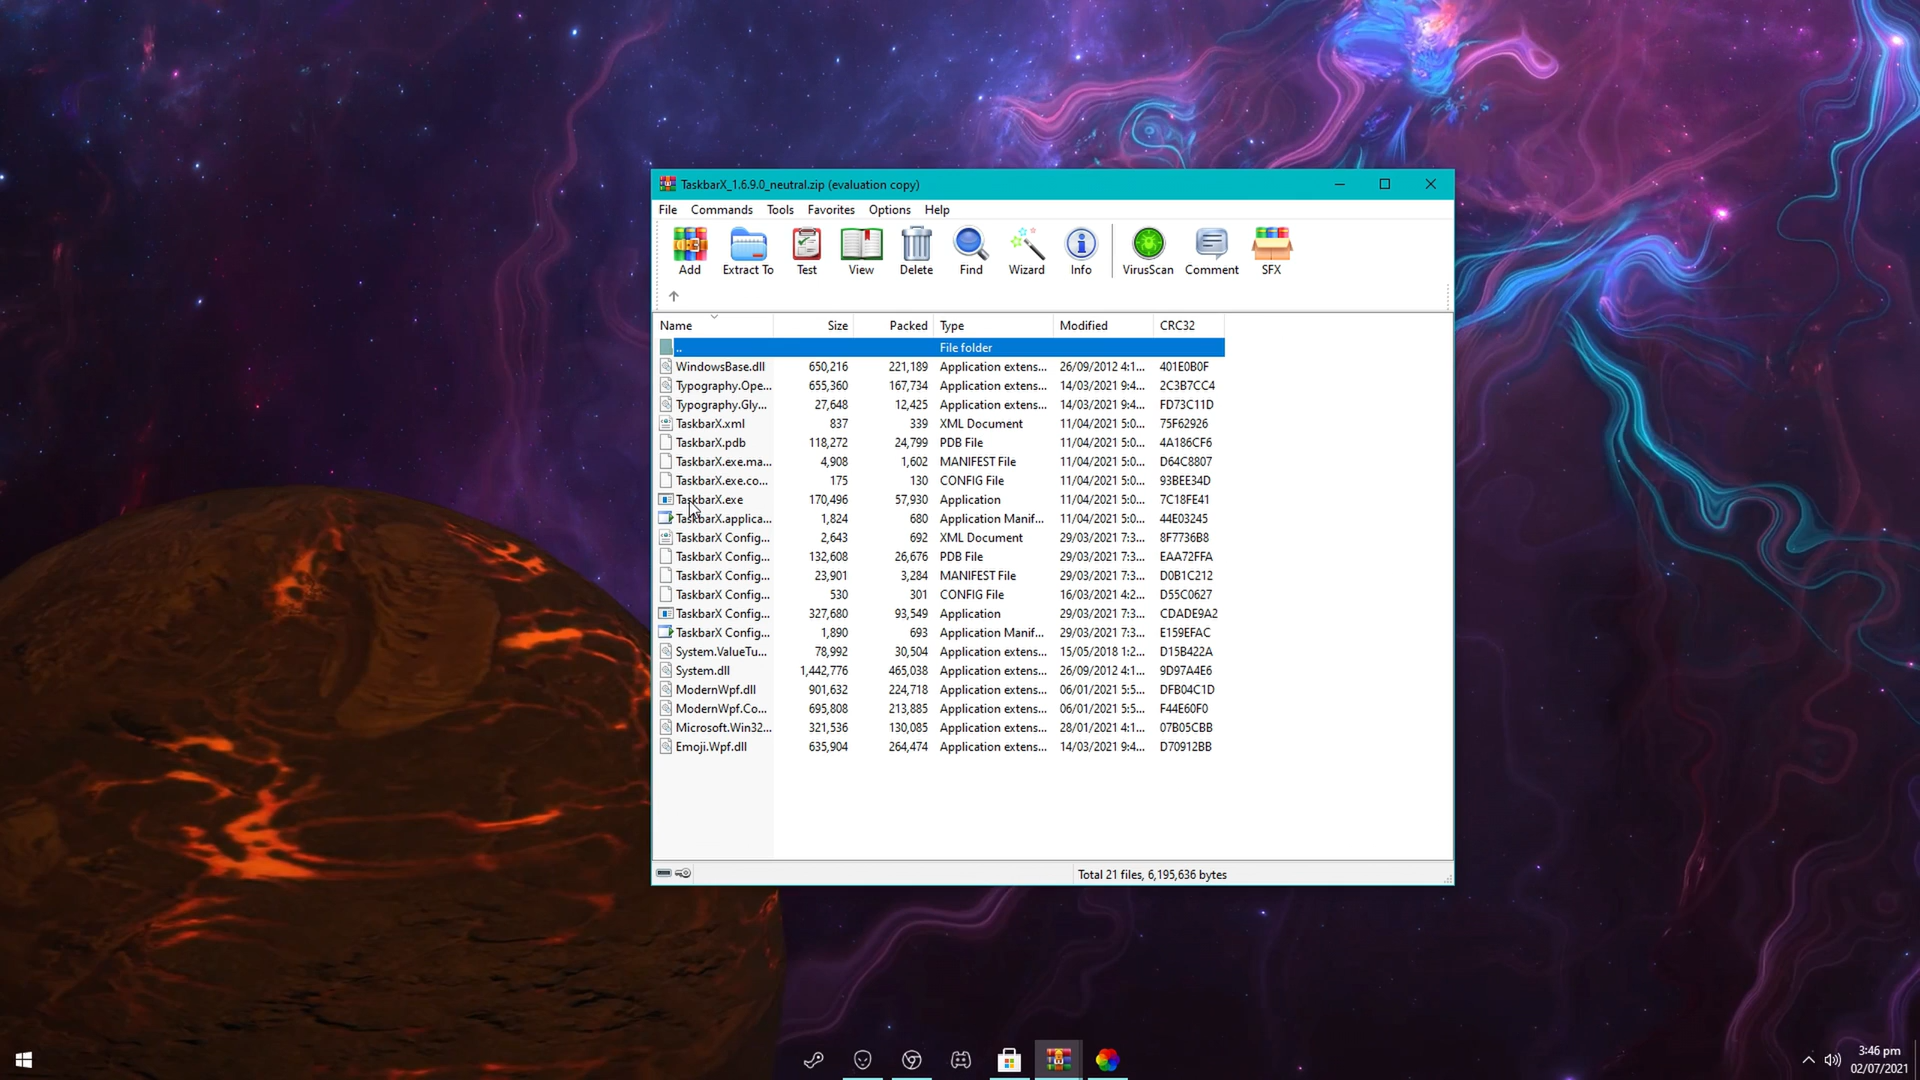 TaskbarX_1.6.9.0_neutral.zip (evaluation copy)
File Commands Tools Favorites Options Help
Add Extract To Test View Delete Find Wizard Info VirusScan Comment SFX
Name Size Packed Type Modified CRC32
.. File folder
WindowsBase.dll 650,216 221,189 Application extens... 26/09/2012 4:1... 401E0B0F
Typography.Ope... 655,360 167,734 Application extens... 14/03/2021 9:4... 2C3B7CC4
Typography.Gly... 27,648 12,425 Application extens... 14/03/2021 9:4... FD73C11D
TaskbarX.xml 837 339 XML Document 11/04/2021 5:0... 75F62926
TaskbarX.pdb 118,272 24,799 PDB File 11/04/2021 5:0... 4A186CF6
TaskbarX.exe.ma... 4,908 1,602 MANIFEST File 11/04/2021 5:0... D64C8807
TaskbarX.exe.co... 175 130 CONFIG File 11/04/2021 5:0... 93BEE34D
TaskbarX.exe 170,496 57,930 Application 11/04/2021 5:0... 7C18FE41
TaskbarX.applica... 1,824 680 Application Manif... 11/04/2021 5:0... 44E03245
TaskbarX Config... 2,643 692 XML Document 29/03/2021 7:3... 8F7736B8
TaskbarX Config... 132,608 26,676 PDB File 29/03/2021 7:3... EAA72FFA
TaskbarX Config... 23,901 3,284 MANIFEST File 29/03/2021 7:3... D0B1C212
TaskbarX Config... 530 301 CONFIG File 16/03/2021 4:2... D55C0627
TaskbarX Config... 327,680 93,549 Application 29/03/2021 7:3... CDADE9A2
TaskbarX Config... 1,890 693 Application Manif... 29/03/2021 7:3... E159EFAC
System.ValueTu... 78,992 30,504 Application extens... 15/05/2018 1:2... D15B422A
System.dll 1,442,776 465,038 Application extens... 26/09/2012 4:1... 9D97A4E6
ModernWpf.dll 901,632 224,718 Application extens... 06/01/2021 5:5... DFB04C1D
ModernWpf.Co... 695,808 213,885 Application extens... 06/01/2021 5:5... F44E60F0
Microsoft.Win32... 321,536 130,085 Application extens... 28/01/2021 4:1... 07B05CBB
Emoji.Wpf.dll 635,904 264,474 Application extens... 14/03/2021 9:4... D70912BB
Total 21 files, 6,195,636 bytes
3:46 pm
02/07/2021